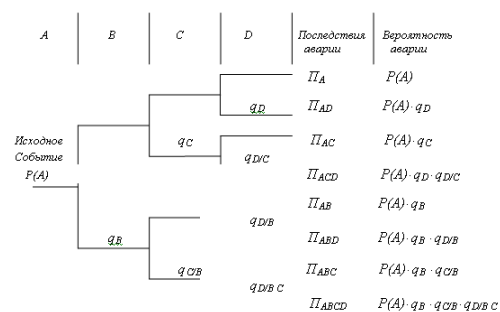 A B C D Последствия аварии Вероятность аварии
П_A P(A)
q_D П_AD P(A)· q_D
Исходное Событие P(A)
q_C П_AC P(A)· q_C
q_D/C
П_ACD P(A)· q_D · q_D/C
П_AB P(A)· q_B
q_D/B
q_B П_ABD P(A)· q_B · q_D/B
q_C/B П_ABC P(A)· q_B · q_C/B
q_D/B C
П_ABCD P(A)· q_B · q_C/B · q_D/B C